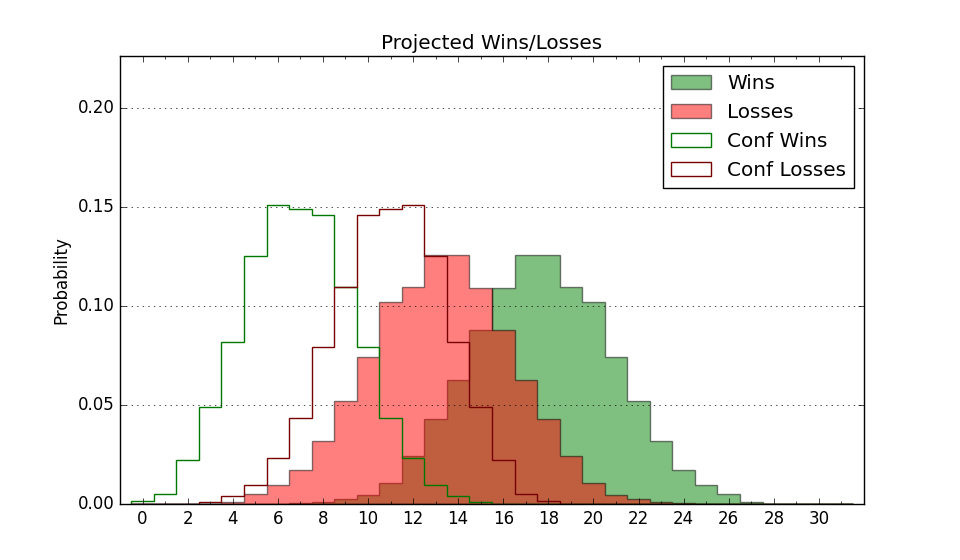 Projected Wins/Losses
Wins
Losses
Conf Wins
Conf Losses
Probability
0.20
0.15
0.10
0.05
0.00
0 2 4 6 8 10 12 14 16 18 20 22 24 26 28 30